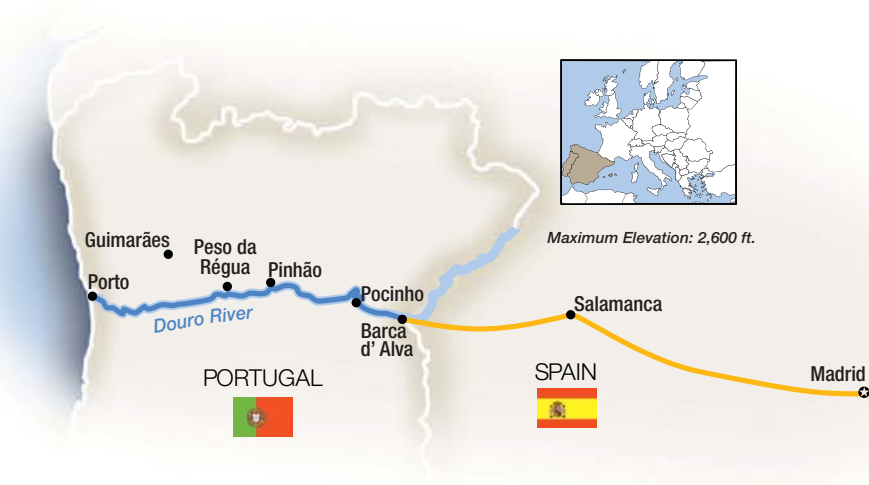 Maximum Elevation: 2,600 ft.
Guimarães
Peso da
Régua
Pinhão
Porto
Pocinho
Salamanca
Douro River
Barca
d’ Alva
PORTUGAL
SPAIN
Madrid